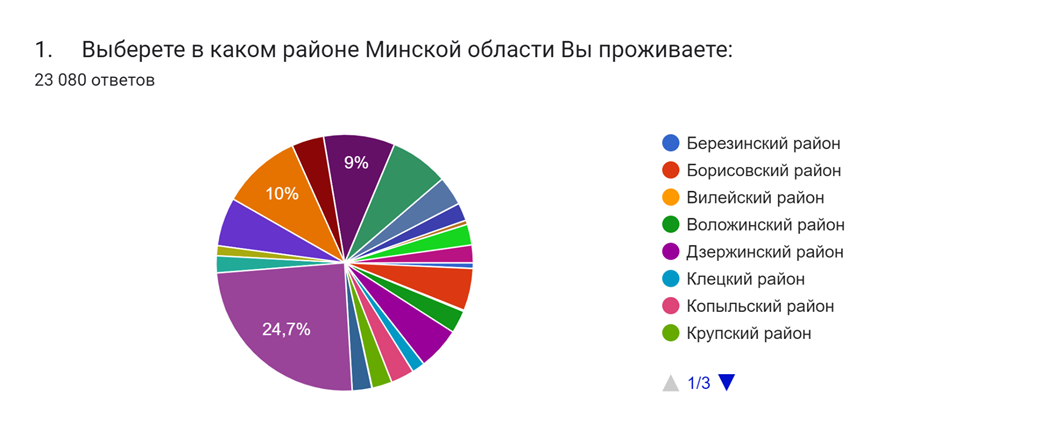 1. Выберете в каком районе Минской области Вы проживаете:
23 080 ответов
9%
10%
24,7%
Березинский район
Борисовский район
Вилейский район
Воложинский район
Дзержинский район
Клецкий район
Копыльский район
Крупский район
1/3